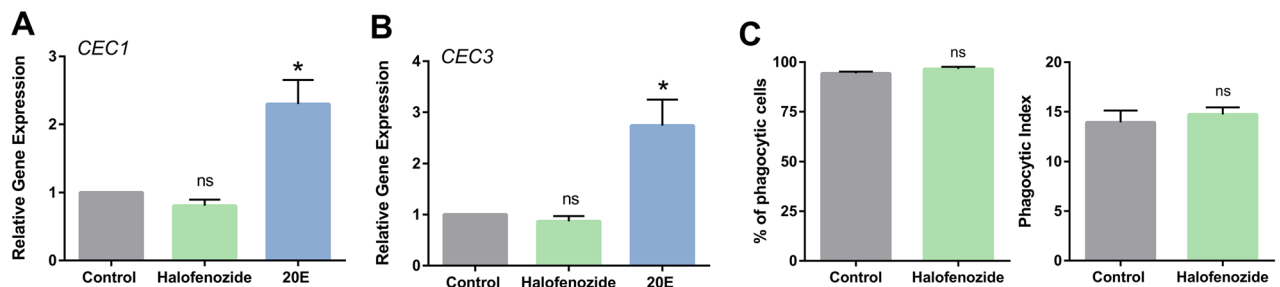 A
CEC1
Relative Gene Expression
3
2
1
0
ns
*
Control
Halofenozide
20E
B
CEC3
Relative Gene Expression
4
3
2
1
0
ns
*
Control
Halofenozide
20E
C
% of phagocytic cells
100
75
50
25
0
ns
Control
Halofenozide
Phagocytic Index
20
15
10
5
0
ns
Control
Halofenozide